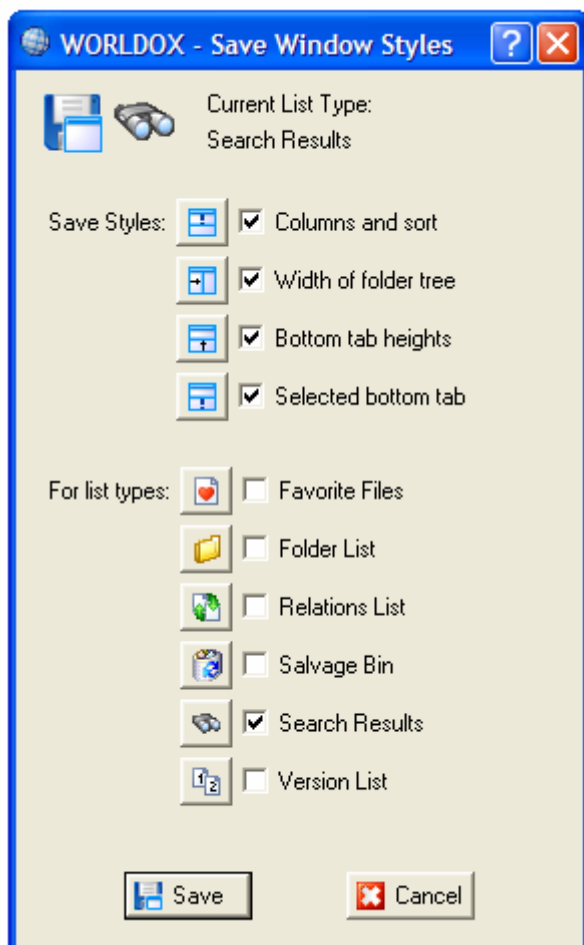 WORLDOX - Save Window Styles
Current List Type:
Search Results
Save Styles: Columns and sort
Width of folder tree
Bottom tab heights
Selected bottom tab
For list types: Favorite Files
Folder List
Relations List
Salvage Bin
Search Results
Version List
Save Cancel